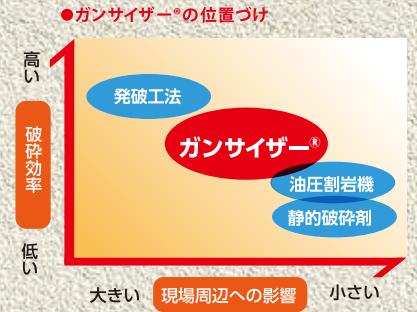 ●ガンサイザー®の位置づけ
高い
発破工法
ガンサイザー®
破砕効率
油圧割岩機
静的破砕剤
低い
大きい 現場周辺への影響 小さい